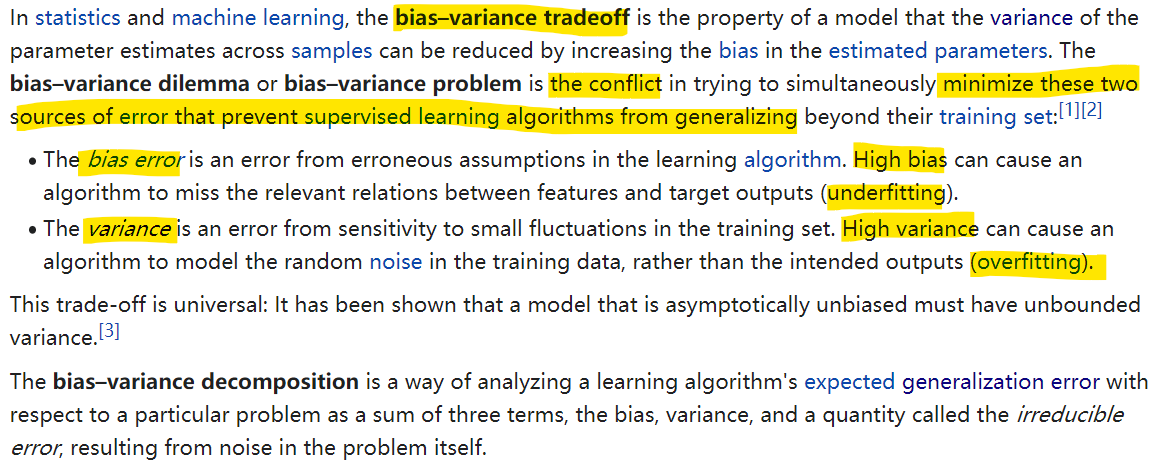 In statistics and machine learning, the bias–variance tradeoff is the property of a model that the variance of the
parameter estimates across samples can be reduced by increasing the bias in the estimated parameters. The
bias–variance dilemma or bias–variance problem is the conflict in trying to simultaneously minimize these two
sources of error that prevent supervised learning algorithms from generalizing beyond their training set:[1][2]
• The bias error is an error from erroneous assumptions in the learning algorithm. High bias can cause an
algorithm to miss the relevant relations between features and target outputs (underfitting).
• The variance is an error from sensitivity to small fluctuations in the training set. High variance can cause an
algorithm to model the random noise in the training data, rather than the intended outputs (overfitting).
This trade-off is universal: It has been shown that a model that is asymptotically unbiased must have unbounded
variance.[3]
The bias–variance decomposition is a way of analyzing a learning algorithm's expected generalization error with
respect to a particular problem as a sum of three terms, the bias, variance, and a quantity called the irreducible
error, resulting from noise in the problem itself.